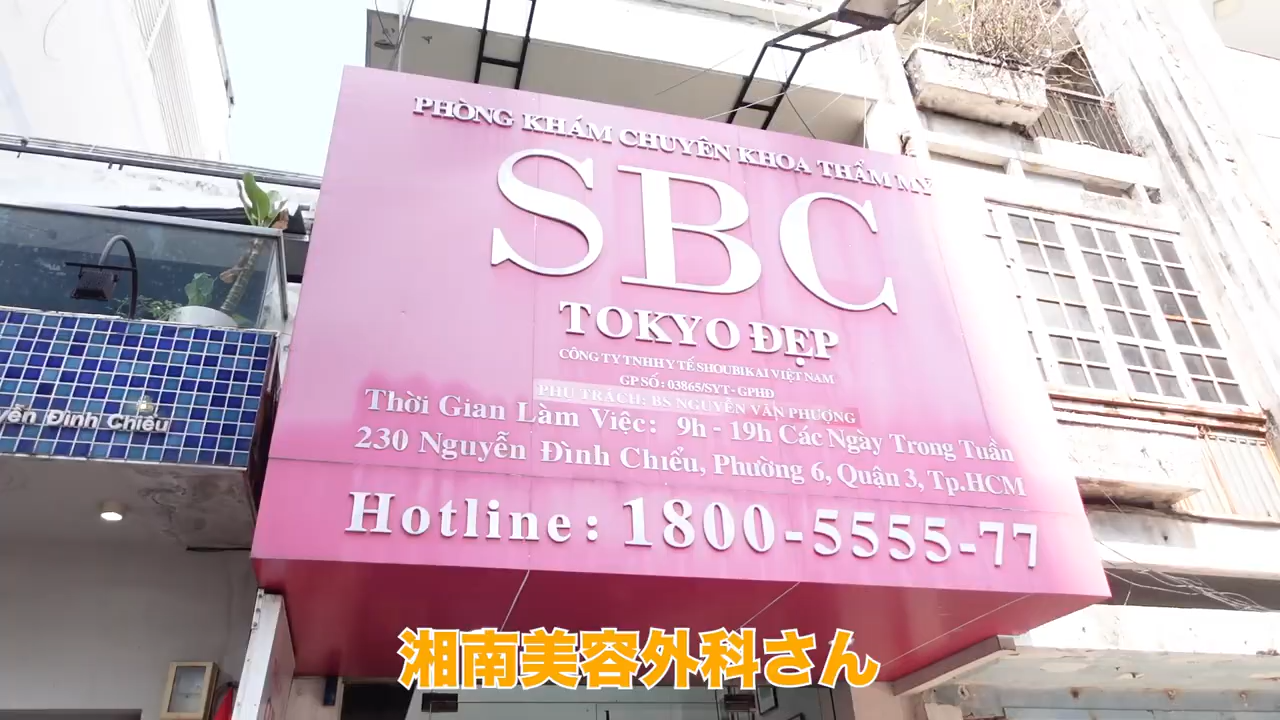 PHÒNG KHÁM CHUYÊN KHOA THẨM MỸ
SBC
TOKYO ĐẸP
CÔNG TY TNHH Y TẾ SHOUBIKAI VIỆT NAM
GP SỐ : 03865/SYT - GPHĐ
PHỤ TRÁCH: BS NGUYỄN VĂN PHƯỢNG
Thời Gian Làm Việc: 9h - 19h Các Ngày Trong Tuần
230 Nguyễn Đình Chiểu, Phường 6, Quận 3, Tp.HCM
Hotline: 1800-5555-77
yễn Đình Chiểu
湘南美容外科さん